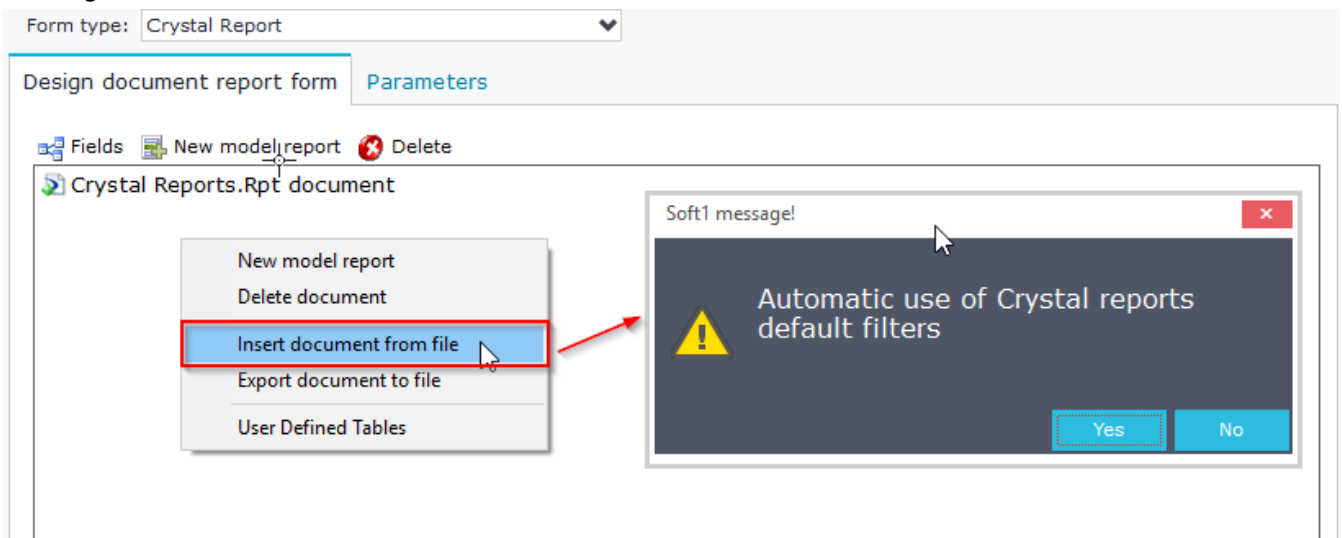 Form type: Crystal Report
Design document report form Parameters
Fields New model report Delete
Crystal Reports.Rpt document
New model report
Delete document
Insert document from file
Export document to file
User Defined Tables
Soft1 message!
Automatic use of Crystal reports
default filters
Yes No